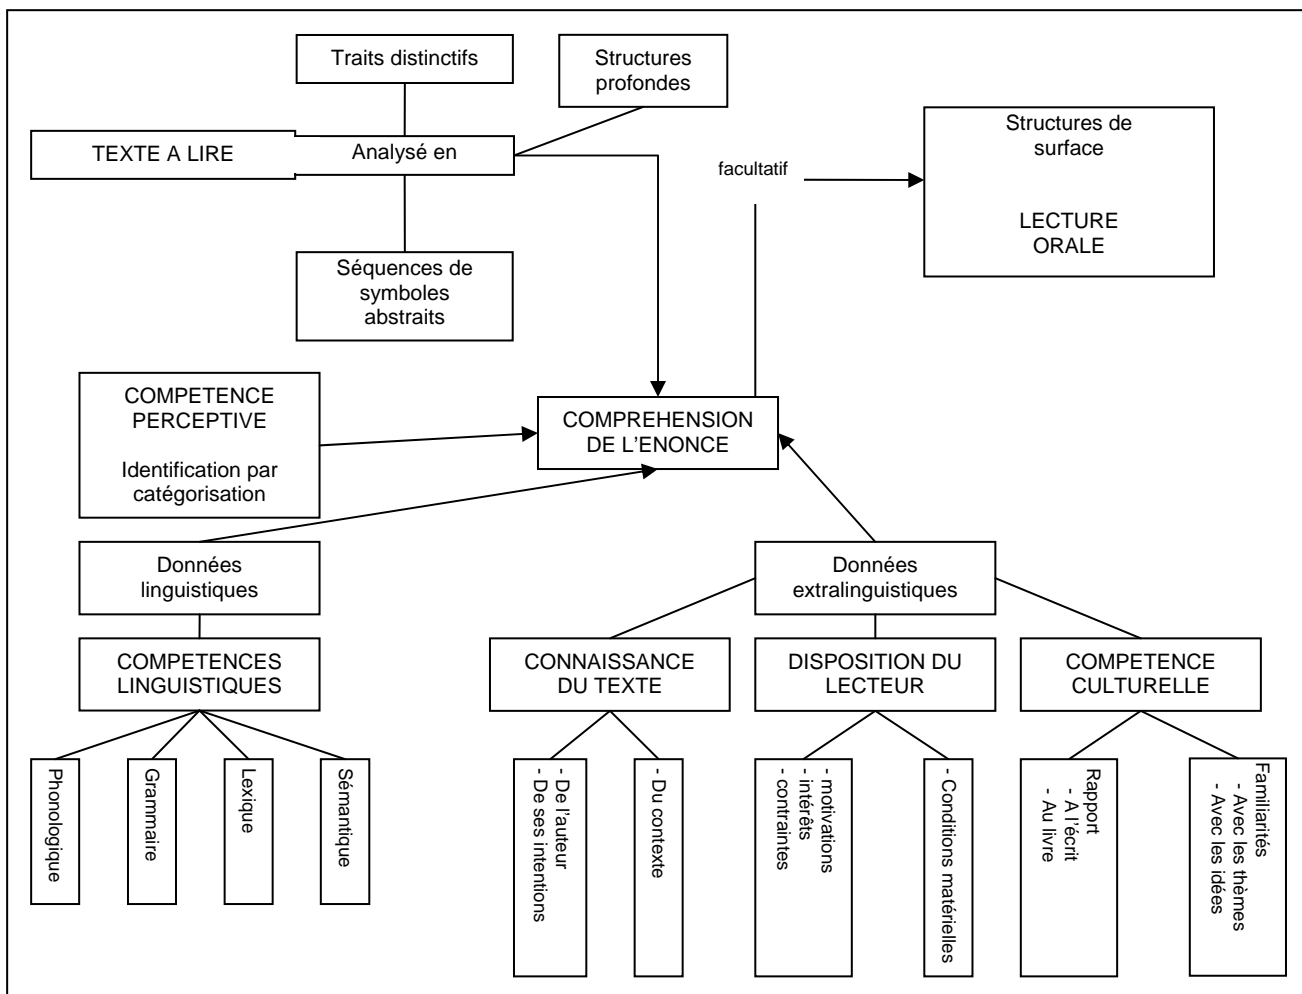 Traits distinctifs
Structures
profondes
TEXTE A LIRE
Analysé en
facultatif
Structures de
surface
LECTURE
ORALE
Séquences de
symboles
abstraits
COMPETENCE
PERCEPTIVE
Identification par
catégorisation
COMPREHENSION
DE L'ENONCE
Données
linguistiques
Données
extralinguistiques
COMPETENCES
LINGUISTIQUES
CONNAISSANCE
DU TEXTE
DISPOSITION DU
LECTEUR
COMPETENCE
CULTURELLE
Phonologique
Grammaire
Lexique
Sémantique
- De l'auteur
- De ses intentions
- Du contexte
- motivations
- intérêts
- contraintes
- Conditions matérielles
Rapport
- A l'écrit
- Au livre
Familiarités
- Avec les thèmes
- Avec les idées